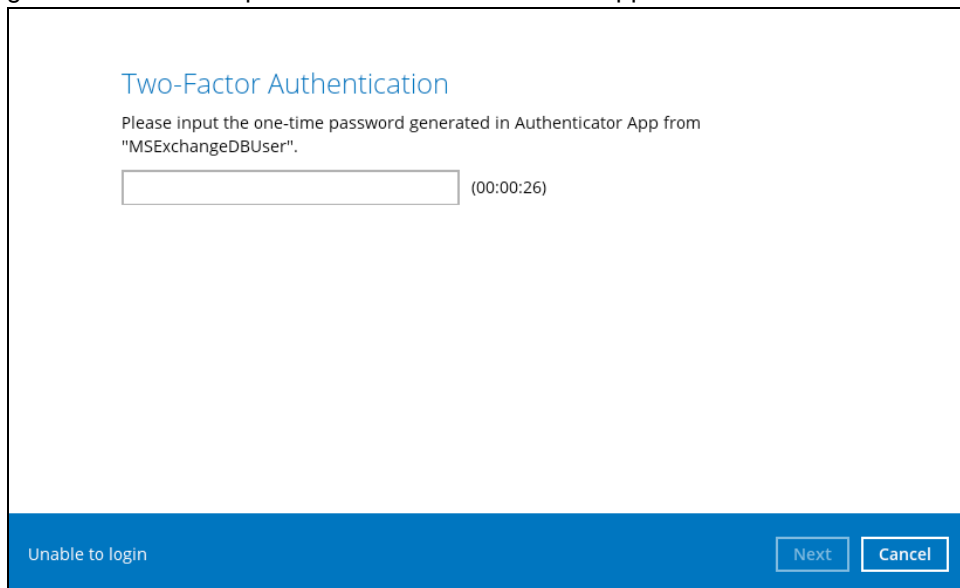 Two-Factor Authentication
Please input the one-time password generated in Authenticator App from
"MSExchangeDBUser".
(00:00:26)
Unable to login
Next
Cancel